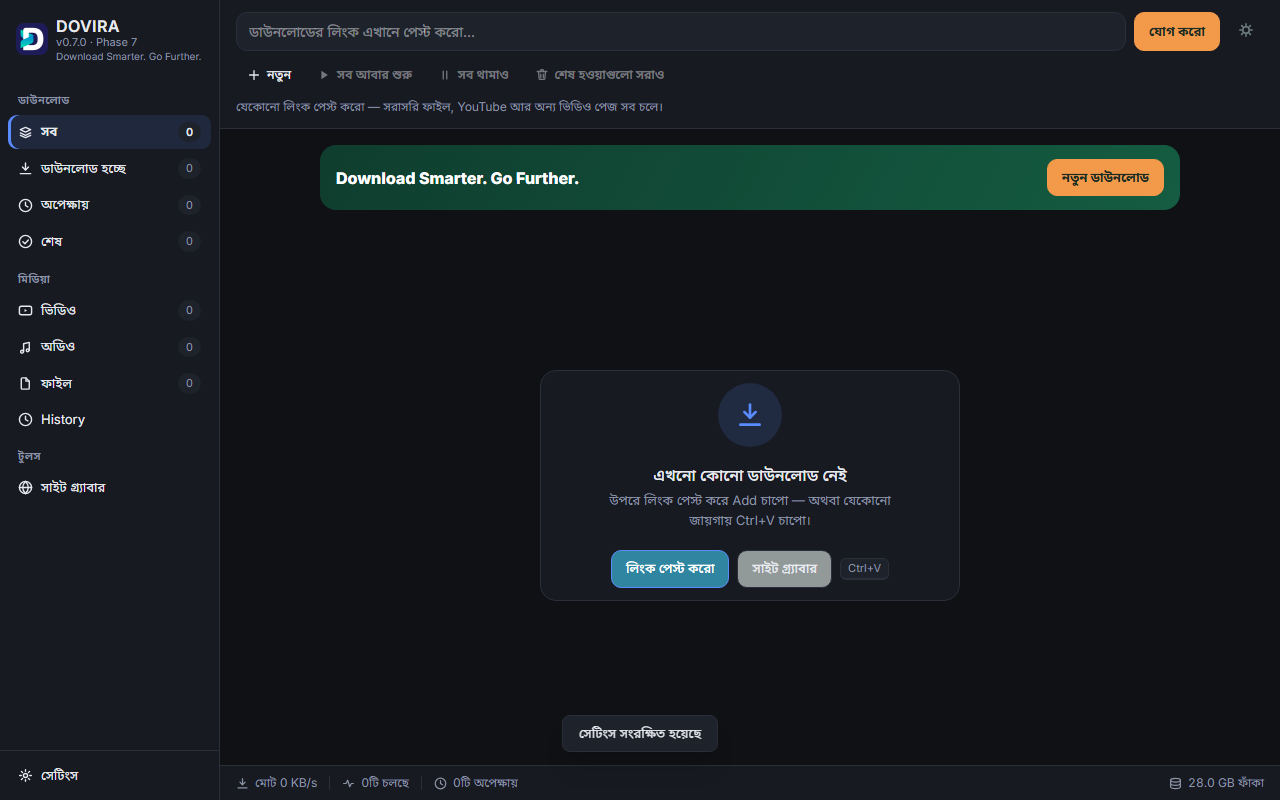 DOVIRA
v0.7.0 · Phase 7
Download Smarter. Go Further.
ডাউনলোড
সব 0
ডাউনলোড হচ্ছে 0
অপেক্ষায় 0
শেষ 0
মিডিয়া
ভিডিও 0
অডিও 0
ফাইল 0
History
টুলস
সাইট গ্র্যাবার
সেটিংস
ডাউনলোডের লিংক এখানে পেস্ট করো...
যোগ করো
নতুন সব আবার শুরু সব থামাও শেষ হওয়াগুলো সরাও
যেকোনো লিংক পেস্ট করো — সরাসরি ফাইল, YouTube আর অন্য ভিডিও পেজ সব চলে।
Download Smarter. Go Further.
নতুন ডাউনলোড
এখনো কোনো ডাউনলোড নেই
উপরে লিংক পেস্ট করে Add চাপো — অথবা যেকোনো
জায়গায় Ctrl+V চাপো।
লিংক পেস্ট করো সাইট গ্র্যাবার Ctrl+V
সেটিংস সংরক্ষিত হয়েছে
মোট 0 KB/s 0টি চলছে 0টি অপেক্ষায় 28.0 GB ফাঁকা